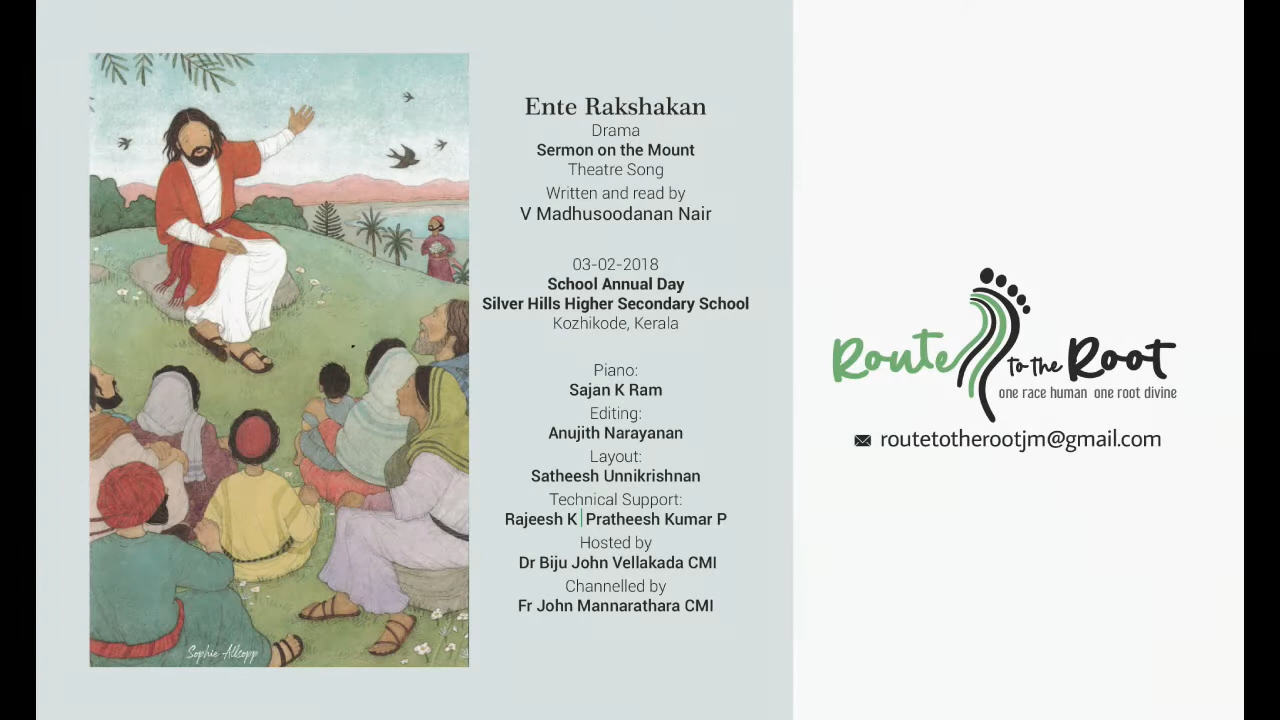 Ente Rakshakan
Drama
Sermon on the Mount
Theatre Song
Written and read by
V Madhusoodanan Nair
03-02-2018
School Annual Day
Silver Hills Higher Secondary School
Kozhikode, Kerala
Piano:
Sajan K Ram
Editing:
Anujith Narayanan
Layout:
Satheesh Unnikrishnan
Technical Support:
Rajeesh K | Pratheesh Kumar P
Hosted by
Dr Biju John Vellakada CMI
Channelled by
Fr John Mannarathara CMI
Sophie Allsopp
Route to the Root
one race human one root divine
routetotherootjm@gmail.com